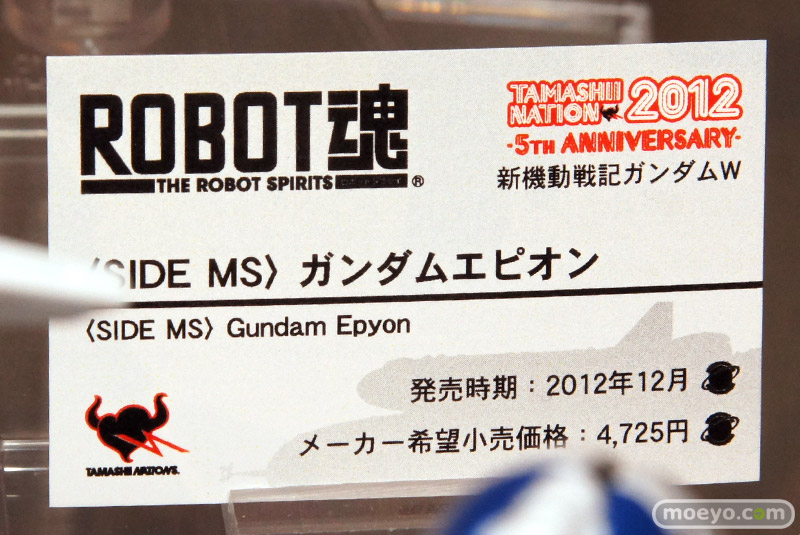 ROBOT魂
THE ROBOT SPIRITS ®
TAMASHII NATION 2012
-5TH ANNIVERSARY-
新機動戦記ガンダムW
〈SIDE MS〉 ガンダムエピオン
〈SIDE MS〉 Gundam Epyon
発売時期：2012年12月
メーカー希望小売価格：4,725円
TAMASHII NATIONS.
moeyo.com